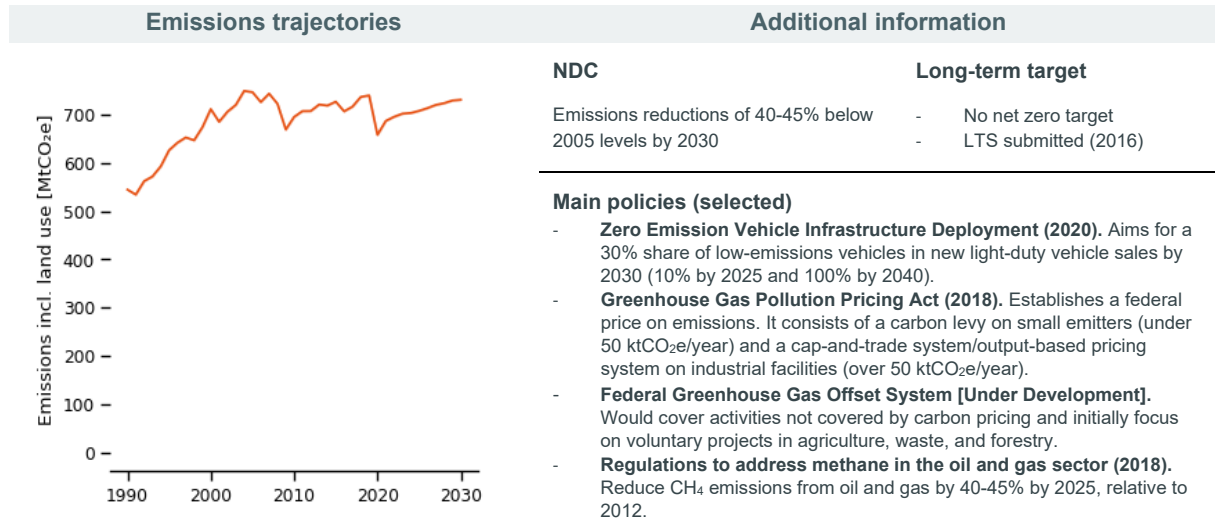 Emissions trajectories
Additional information
Emissions incl. land use [MtCO₂e]
700
600
500
400
300
200
100
0
1990
2000
2010
2020
2030
NDC
Emissions reductions of 40-45% below
2005 levels by 2030
Long-term target
- No net zero target
- LTS submitted (2016)
Main policies (selected)
- Zero Emission Vehicle Infrastructure Deployment (2020). Aims for a
30% share of low-emissions vehicles in new light-duty vehicle sales by
2030 (10% by 2025 and 100% by 2040).
- Greenhouse Gas Pollution Pricing Act (2018). Establishes a federal
price on emissions. It consists of a carbon levy on small emitters (under
50 ktCO₂e/year) and a cap-and-trade system/output-based pricing
system on industrial facilities (over 50 ktCO₂e/year).
- Federal Greenhouse Gas Offset System [Under Development].
Would cover activities not covered by carbon pricing and initially focus
on voluntary projects in agriculture, waste, and forestry.
- Regulations to address methane in the oil and gas sector (2018).
Reduce CH₄ emissions from oil and gas by 40-45% by 2025, relative to
2012.